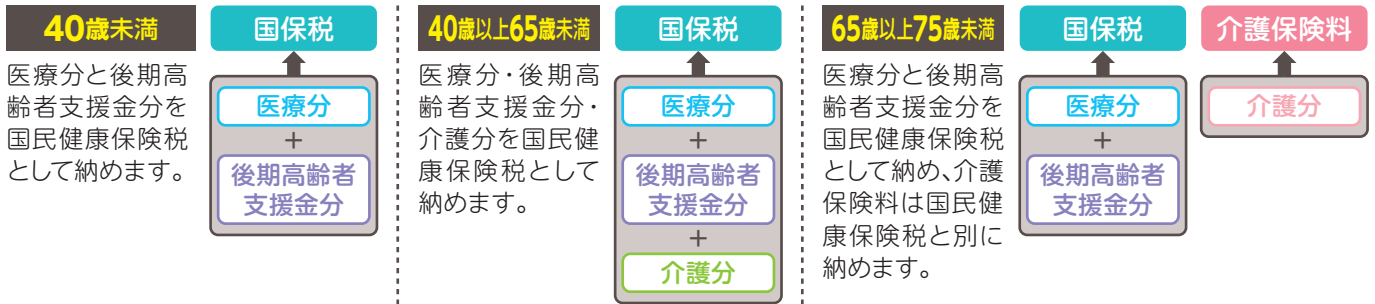 40歳未満
国保税
医療分と後期高
齢者支援金分を
国民健康保険税
として納めます。
医療分
+
後期高齢者
支援金分
40歳以上65歳未満
国保税
医療分・後期高
齢者支援金分・
介護分を国民健
康保険税として
納めます。
医療分
+
後期高齢者
支援金分
+
介護分
65歳以上75歳未満
国保税
介護保険料
医療分と後期高
齢者支援金分を
国民健康保険税
として納め、介護
保険料は国民健
康保険税と別に
納めます。
医療分
+
後期高齢者
支援金分
介護分